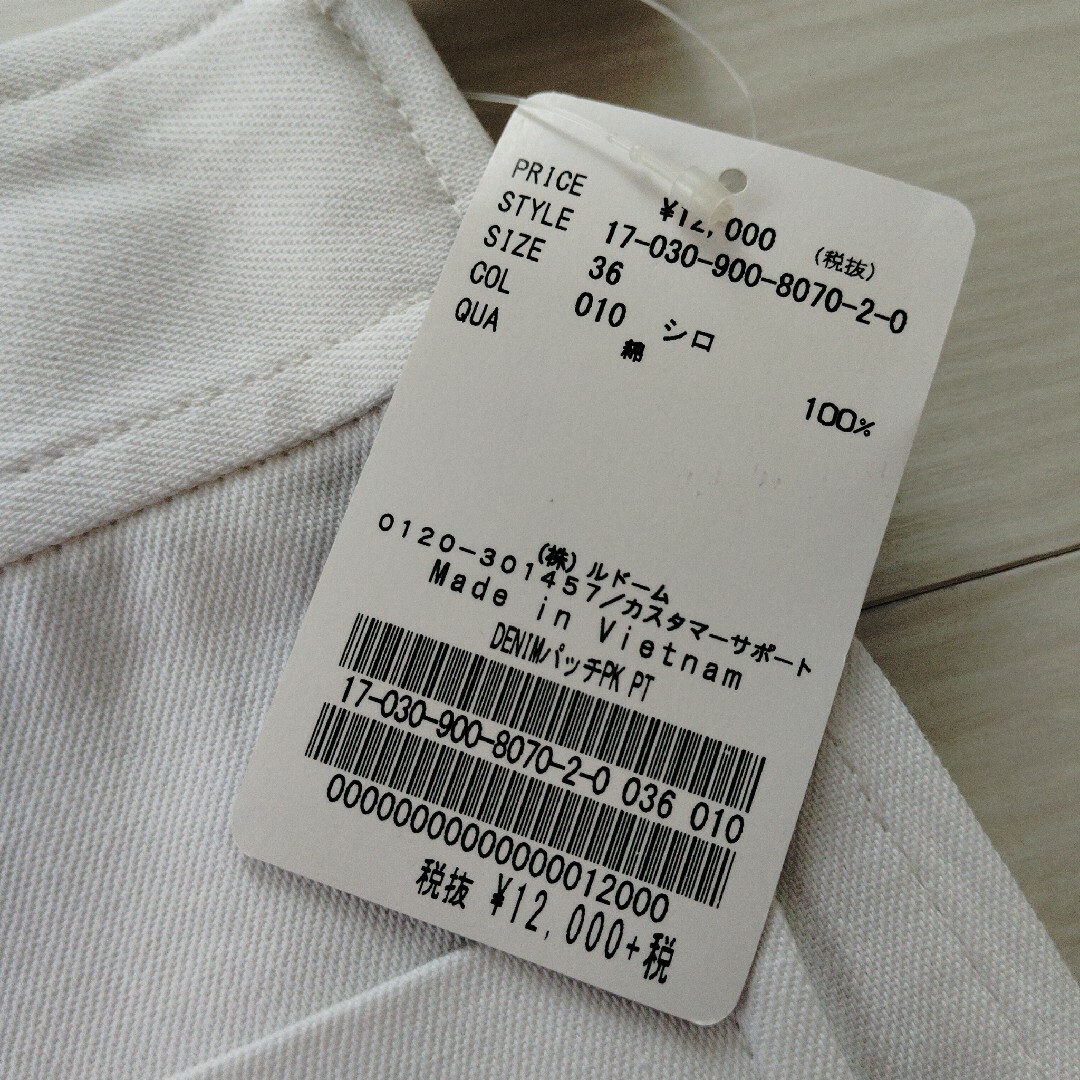 PRICE ¥12,000 (税抜)
STYLE 17-030-900-8070-2-0
SIZE 36
COL 010 シロ
QUA 綿 100%
(株)ルドーム
0120-301457/カスタマーサポート
Made in Vietnam
DENIMパッチPK PT
17-030-900-8070-2-0 036 010
00000000000000012000
税抜 ¥12,000+税